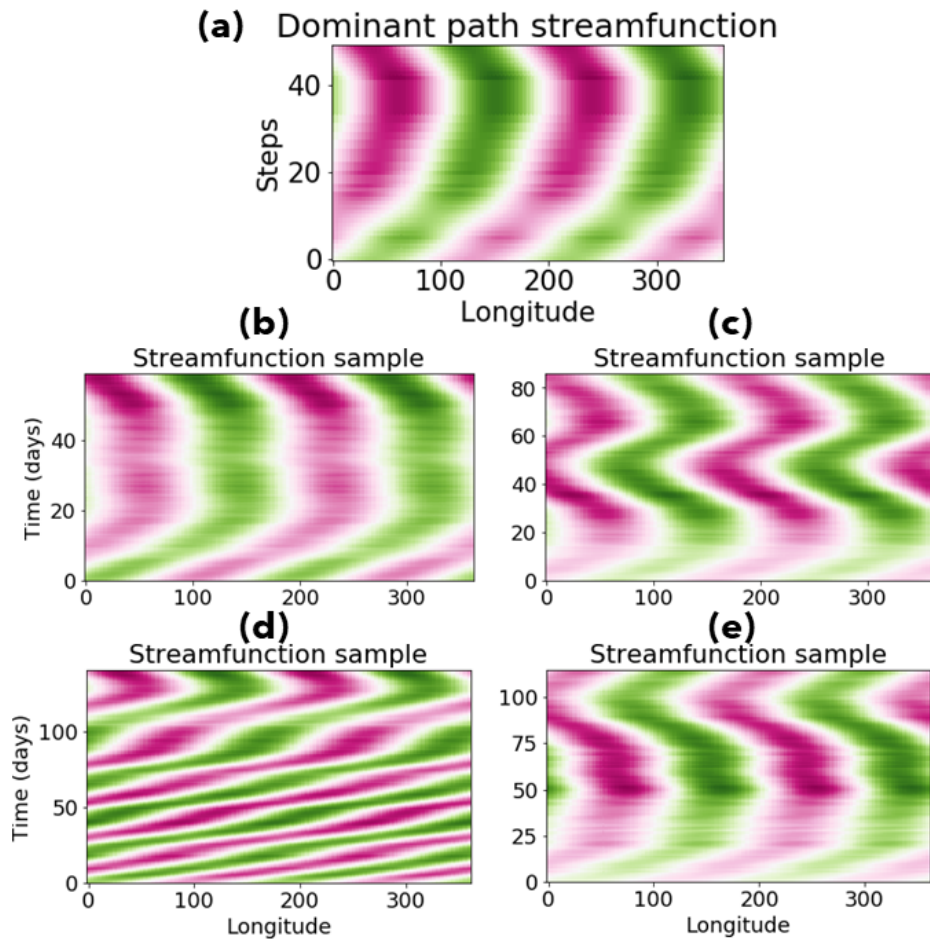 (a) Dominant path streamfunction
Steps
40
20
0
0 100 200 300
Longitude
(b)
Streamfunction sample
Time (days)
40
20
0
0 100 200 300
(c)
Streamfunction sample
80
60
40
20
0
0 100 200 300
(d)
Streamfunction sample
Time (days)
100
50
0
0 100 200 300
Longitude
(e)
Streamfunction sample
100
75
50
25
0
0 100 200 300
Longitude